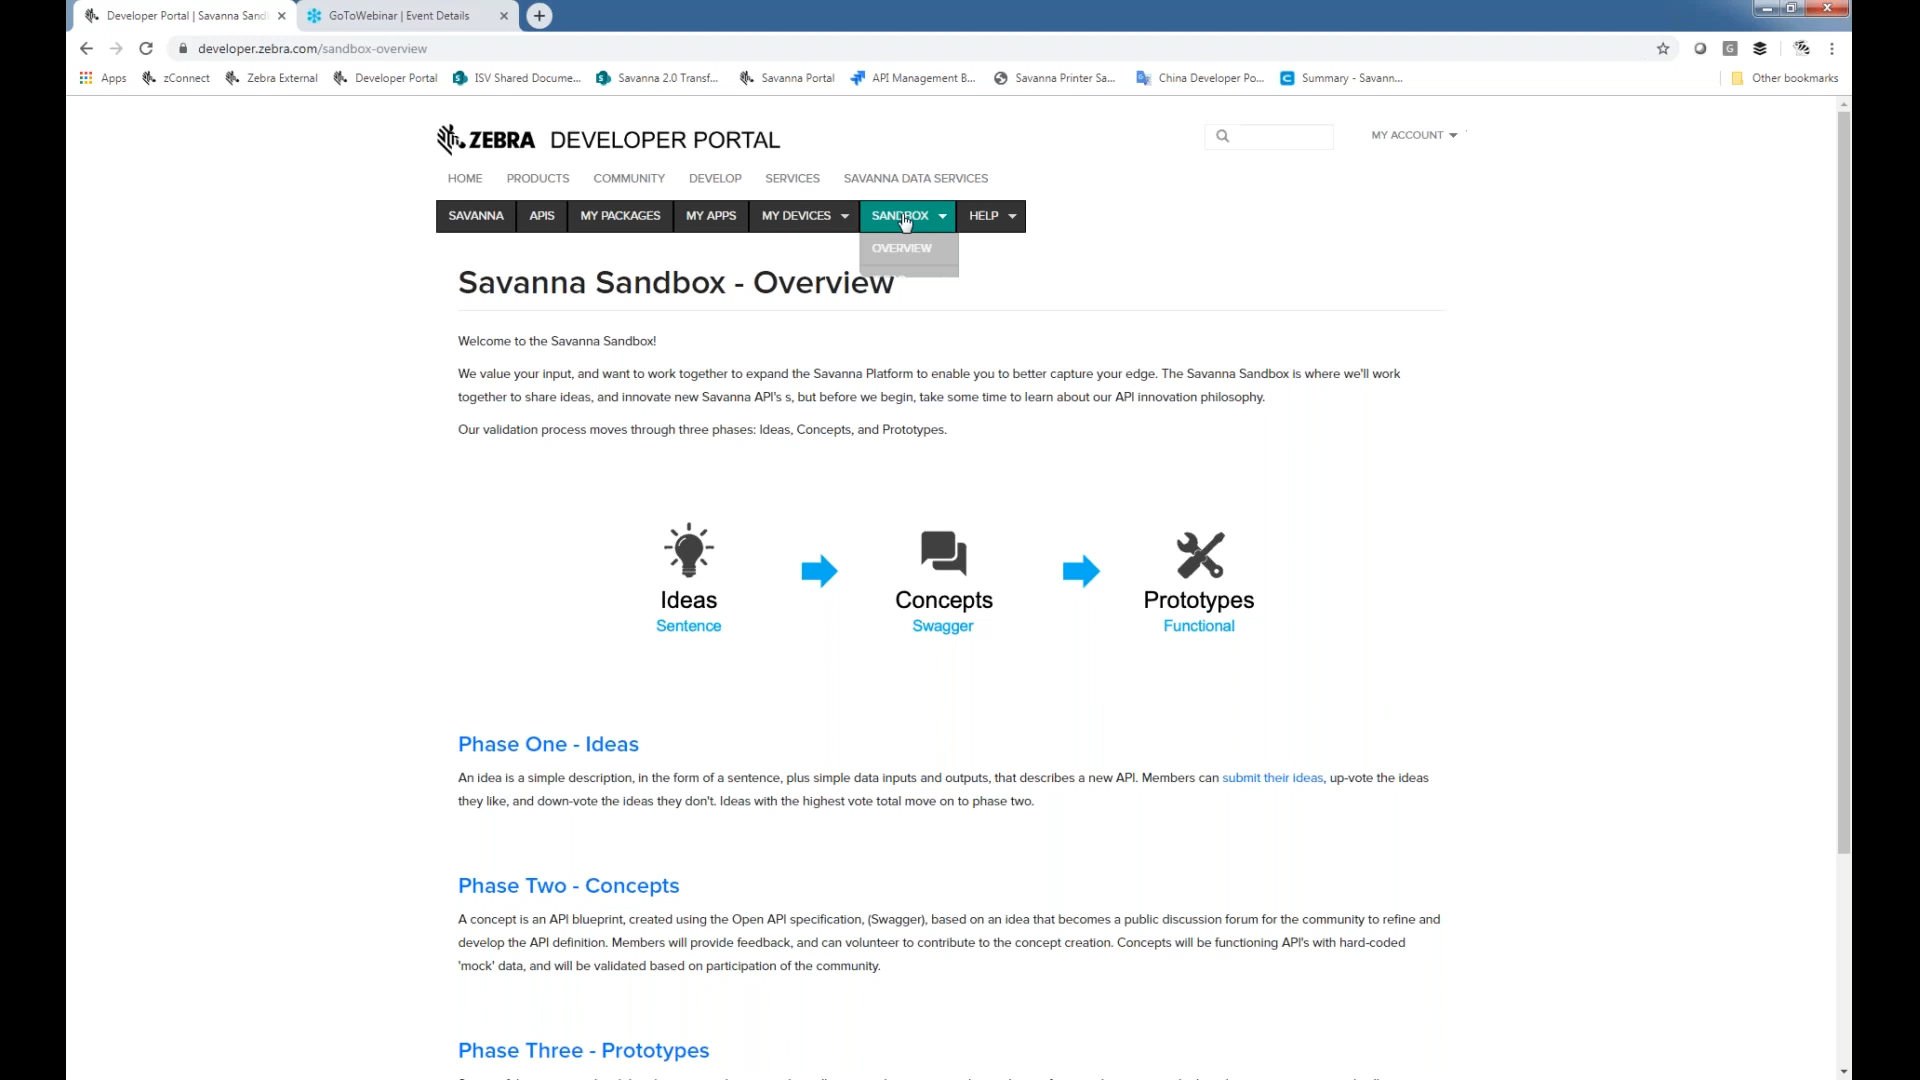 Developer Portal | Savanna Sand
GoToWebinar | Event Details
developer.zebra.com/sandbox-overview
Apps
zConnect
Zebra External
Developer Portal
ISV Shared Docume...
Savanna 2.0 Transf...
Savanna Portal
API Management B...
Savanna Printer Sa...
China Developer Po...
Summary - Savann...
Other bookmarks
ZEBRA DEVELOPER PORTAL
MY ACCOUNT
HOME PRODUCTS COMMUNITY DEVELOP SERVICES SAVANNA DATA SERVICES
SAVANNA APIS MY PACKAGES MY APPS MY DEVICES SANDBOX HELP
OVERVIEW
Savanna Sandbox - Overview
Welcome to the Savanna Sandbox!
We value your input, and want to work together to expand the Savanna Platform to enable you to better capture your edge. The Savanna Sandbox is where we'll work
together to share ideas, and innovate new Savanna API's s, but before we begin, take some time to learn about our API innovation philosophy.
Our validation process moves through three phases: Ideas, Concepts, and Prototypes.
Ideas
Sentence
Concepts
Swagger
Prototypes
Functional
Phase One - Ideas
An idea is a simple description, in the form of a sentence, plus simple data inputs and outputs, that describes a new API. Members can submit their ideas, up-vote the ideas
they like, and down-vote the ideas they don't. Ideas with the highest vote total move on to phase two.
Phase Two - Concepts
A concept is an API blueprint, created using the Open API specification, (Swagger), based on an idea that becomes a public discussion forum for the community to refine and
develop the API definition. Members will provide feedback, and can volunteer to contribute to the concept creation. Concepts will be functioning API's with hard-coded
'mock' data, and will be validated based on participation of the community.
Phase Three - Prototypes